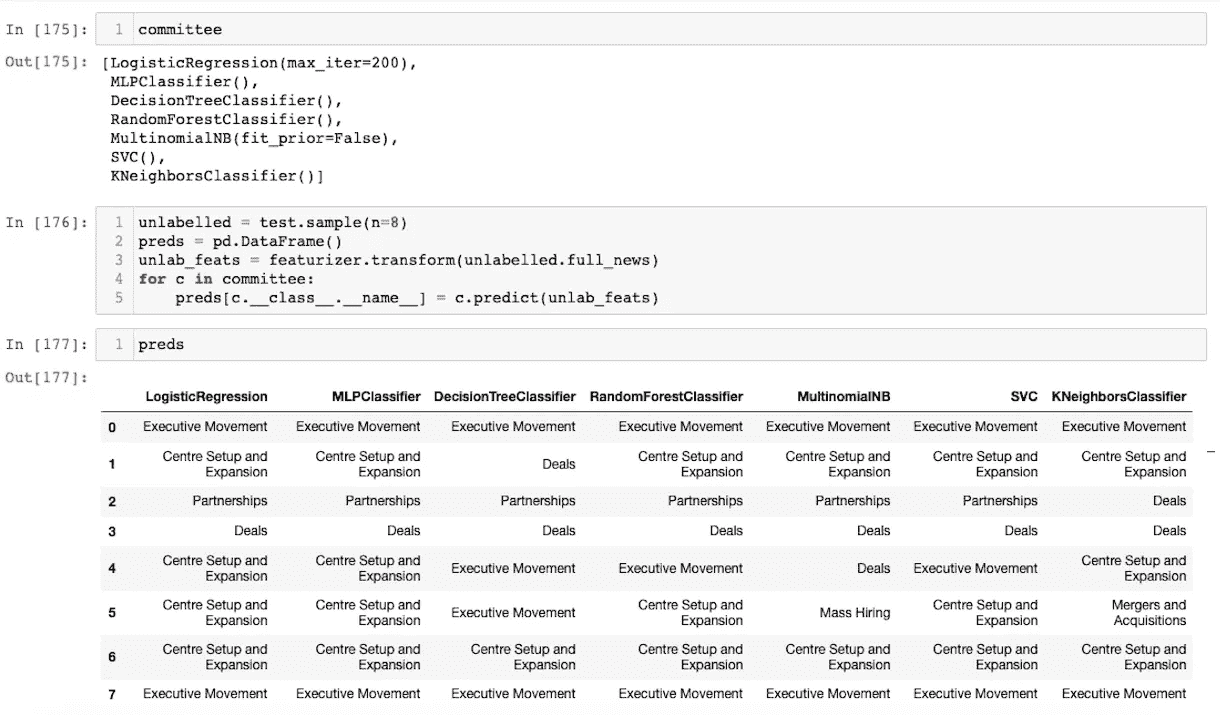 In [175]: 1 committee
Out[175]: [LogisticRegression(max_iter=200),
MLPClassifier(),
DecisionTreeClassifier(),
RandomForestClassifier(),
MultinomialNB(fit_prior=False),
SVC(),
KNeighborsClassifier()]
In [176]: 1 unlabelled = test.sample(n=8)
2 preds = pd.DataFrame()
3 unlab_feats = featurizer.transform(unlabelled.full_news)
4 for c in committee:
5 preds[c.__class__.__name__] = c.predict(unlab_feats)
In [177]: 1 preds
Out[177]:
LogisticRegression MLPClassifier DecisionTreeClassifier RandomForestClassifier MultinomialNB SVC KNeighborsClassifier
0 Executive Movement Executive Movement Executive Movement Executive Movement Executive Movement Executive Movement Executive Movement
Centre Setup and Centre Setup and Centre Setup and Centre Setup and Centre Setup and Centre Setup and
1 Deals
Expansion Expansion Expansion Expansion Expansion Expansion
2 Partnerships Partnerships Partnerships Partnerships Partnerships Partnerships Deals
3 Deals Deals Deals Deals Deals Deals Deals
Centre Setup and Centre Setup and Centre Setup and
4 Executive Movement Executive Movement Deals Executive Movement
Expansion Expansion Expansion
Centre Setup and Centre Setup and Centre Setup and Centre Setup and Mergers and
5 Executive Movement Mass Hiring
Expansion Expansion Expansion Expansion Acquisitions
Centre Setup and Centre Setup and Centre Setup and Centre Setup and Centre Setup and Centre Setup and Centre Setup and
6
Expansion Expansion Expansion Expansion Expansion Expansion Expansion
7 Executive Movement Executive Movement Executive Movement Executive Movement Executive Movement Executive Movement Executive Movement